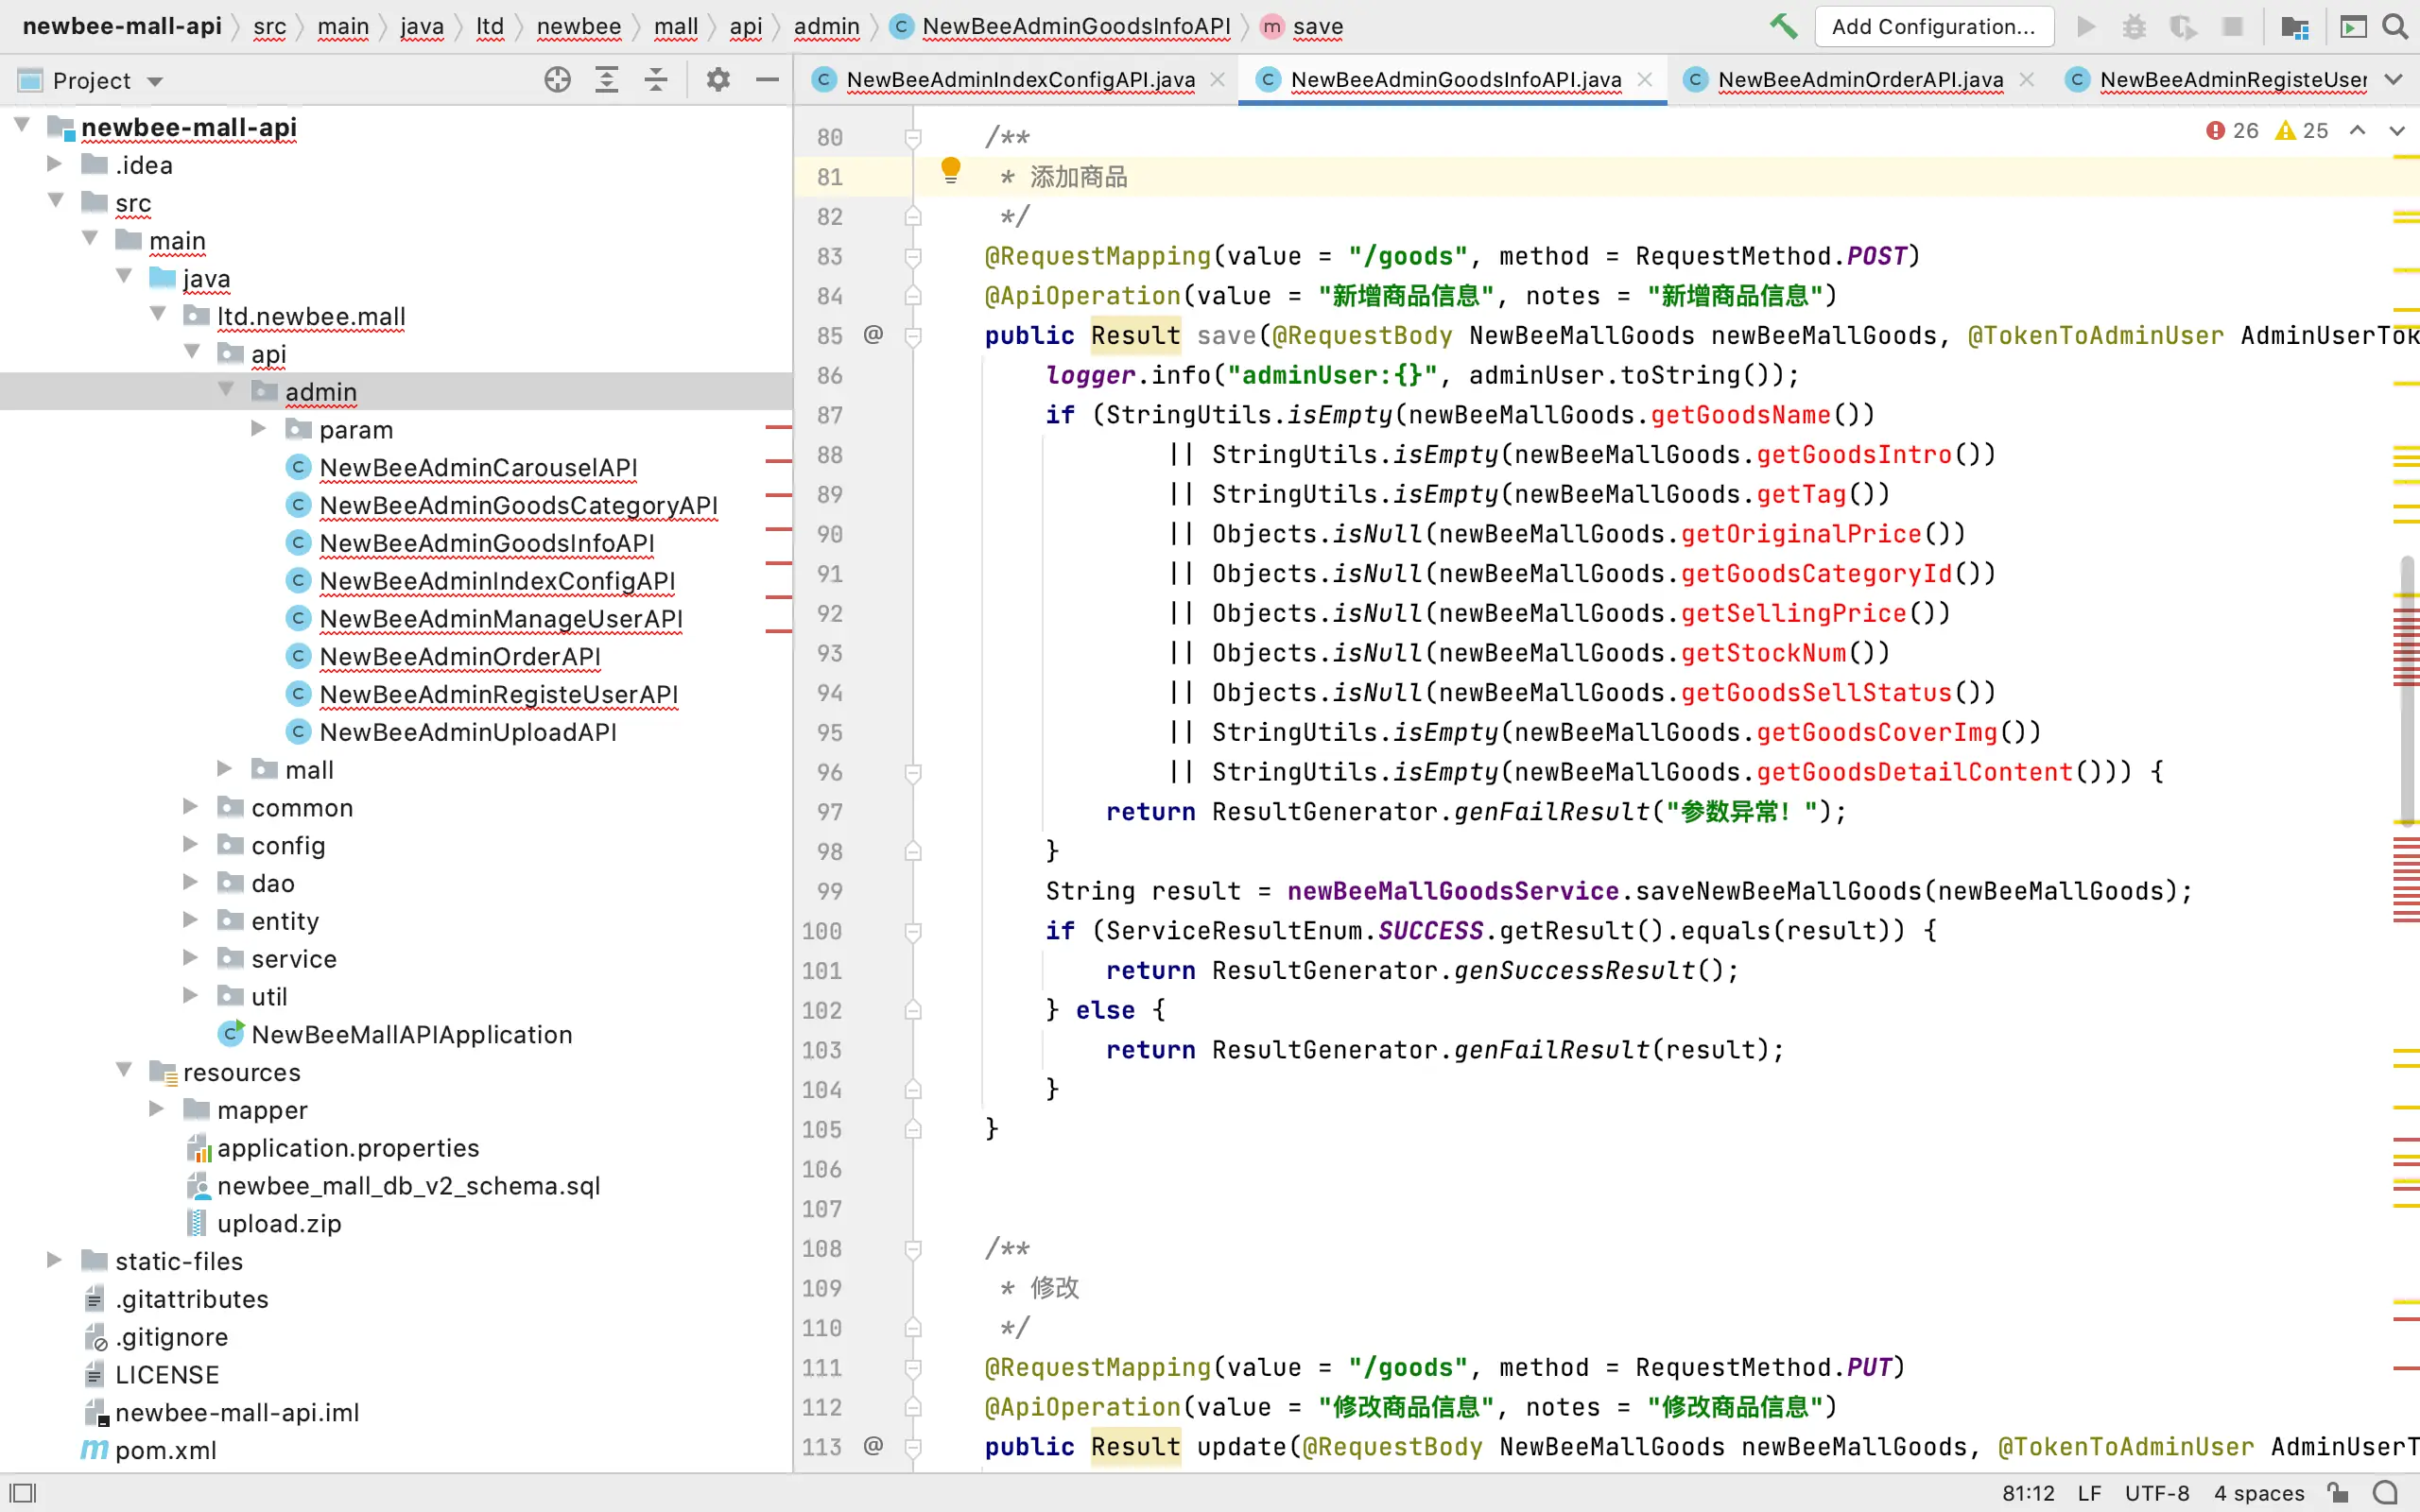 newbee-mall-api src main java ltd newbee mall api admin NewBeeAdminGoodsInfoAPI save Add Configuration...
Project
NewBeeAdminIndexConfigAPI.java NewBeeAdminGoodsInfoAPI.java NewBeeAdminOrderAPI.java NewBeeAdminRegisteUser
newbee-mall-api
.idea
src
main
java
ltd.newbee.mall
api
admin
param
NewBeeAdminCarouselAPI
NewBeeAdminGoodsCategoryAPI
NewBeeAdminGoodsInfoAPI
NewBeeAdminIndexConfigAPI
NewBeeAdminManageUserAPI
NewBeeAdminOrderAPI
NewBeeAdminRegisteUserAPI
NewBeeAdminUploadAPI
mall
common
config
dao
entity
service
util
NewBeeMallAPIApplication
resources
mapper
application.properties
newbee_mall_db_v2_schema.sql
upload.zip
static-files
.gitattributes
.gitignore
LICENSE
newbee-mall-api.iml
pom.xml
26 25
80 /**
81 * 添加商品
82 */
83 @RequestMapping(value = "/goods", method = RequestMethod.POST)
84 @ApiOperation(value = "新增商品信息", notes = "新增商品信息")
85 @ public Result save(@RequestBody NewBeeMallGoods newBeeMallGoods, @TokenToAdminUser AdminUserTok
86 logger.info("adminUser:{}", adminUser.toString());
87 if (StringUtils.isEmpty(newBeeMallGoods.getGoodsName())
88 || StringUtils.isEmpty(newBeeMallGoods.getGoodsIntro())
89 || StringUtils.isEmpty(newBeeMallGoods.getTag())
90 || Objects.isNull(newBeeMallGoods.getOriginalPrice())
91 || Objects.isNull(newBeeMallGoods.getGoodsCategoryId())
92 || Objects.isNull(newBeeMallGoods.getSellingPrice())
93 || Objects.isNull(newBeeMallGoods.getStockNum())
94 || Objects.isNull(newBeeMallGoods.getGoodsSellStatus())
95 || StringUtils.isEmpty(newBeeMallGoods.getGoodsCoverImg())
96 || StringUtils.isEmpty(newBeeMallGoods.getGoodsDetailContent())) {
97 return ResultGenerator.genFailResult("参数异常！");
98 }
99 String result = newBeeMallGoodsService.saveNewBeeMallGoods(newBeeMallGoods);
100 if (ServiceResultEnum.SUCCESS.getResult().equals(result)) {
101 return ResultGenerator.genSuccessResult();
102 } else {
103 return ResultGenerator.genFailResult(result);
104 }
105 }
106
107
108 /**
109 * 修改
110 */
111 @RequestMapping(value = "/goods", method = RequestMethod.PUT)
112 @ApiOperation(value = "修改商品信息", notes = "修改商品信息")
113 @ public Result update(@RequestBody NewBeeMallGoods newBeeMallGoods, @TokenToAdminUser AdminUserT
81:12 LF UTF-8 4 spaces